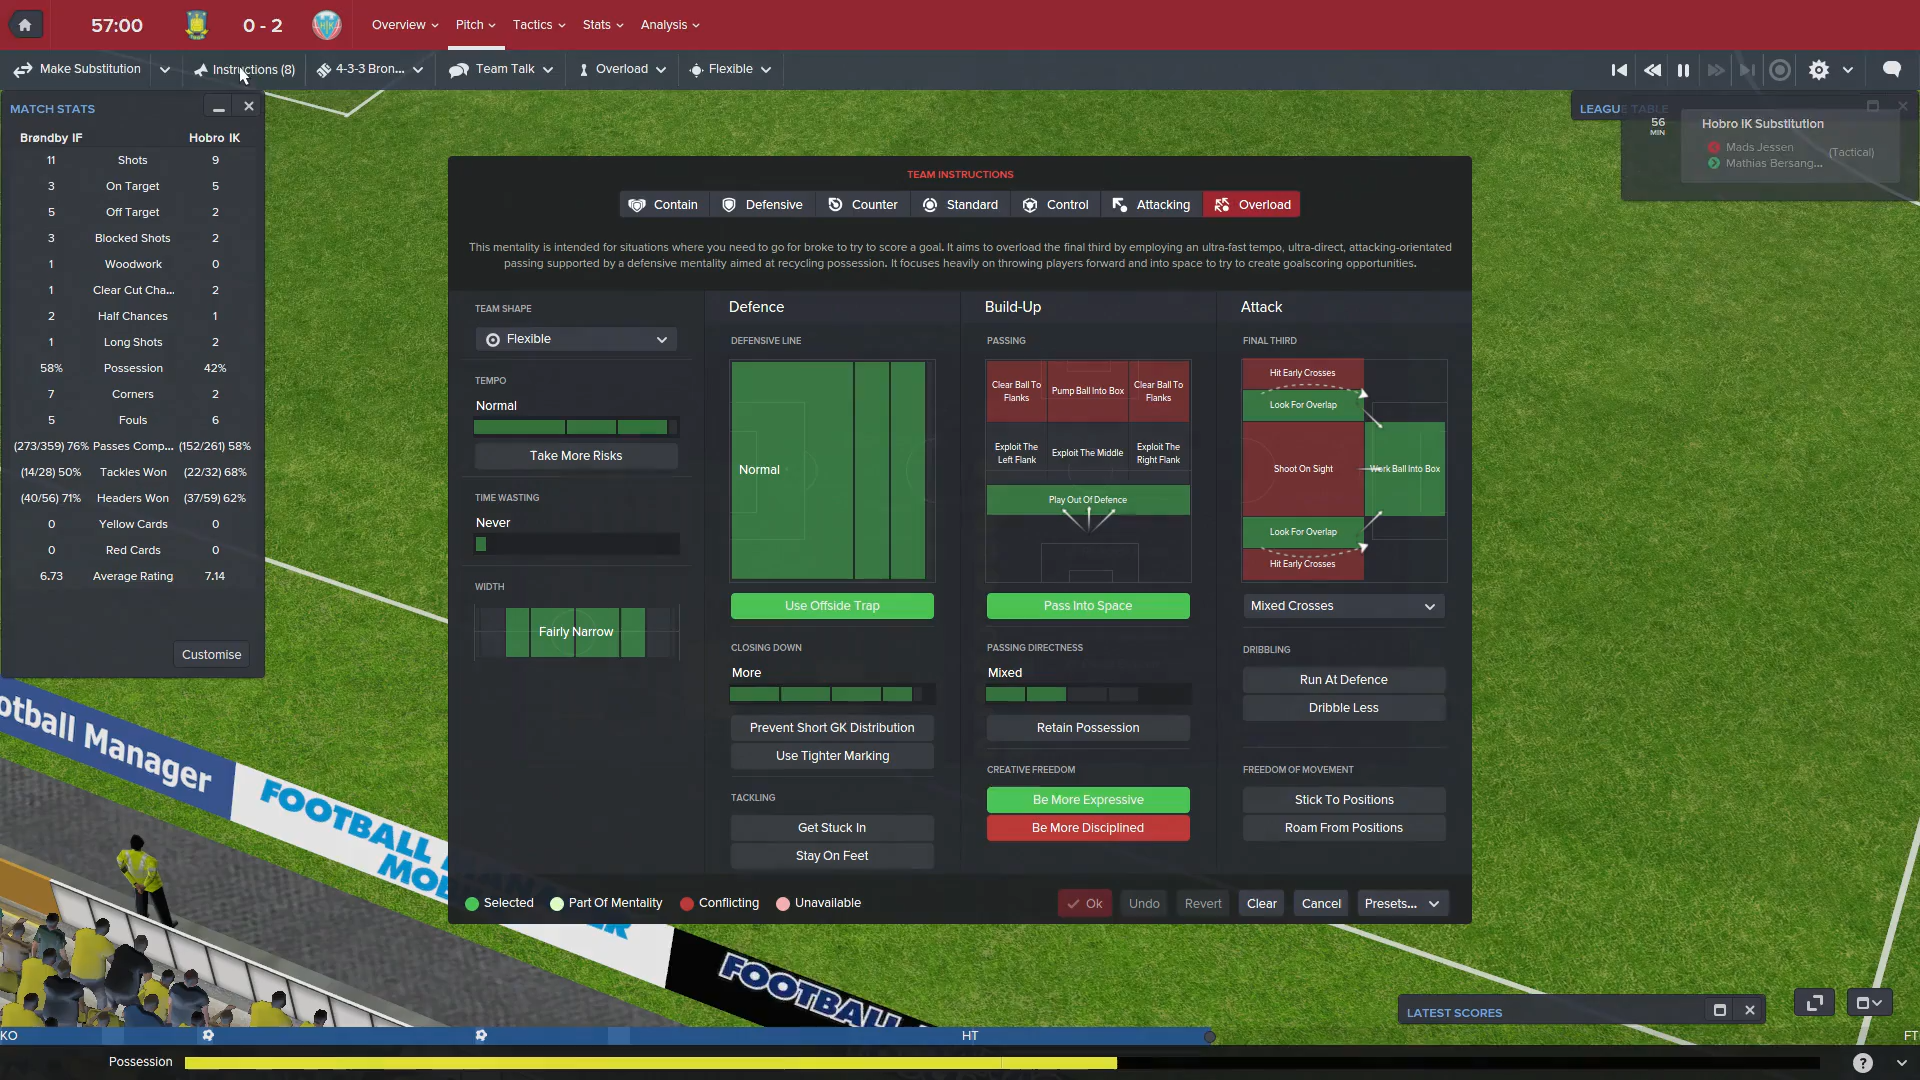 57:00
0 - 2
Overview
Pitch
Tactics
Stats
Analysis
Make Substitution
Instructions (8)
4-3-3 Bron...
Team Talk
Overload
Flexible
MATCH STATS
Brøndby IF
Hobro IK
11 Shots 9
3 On Target 5
5 Off Target 2
3 Blocked Shots 2
1 Woodwork 0
1 Clear Cut Cha... 2
2 Half Chances 1
1 Long Shots 2
58% Possession 42%
7 Corners 2
5 Fouls 6
(273/359) 76% Passes Comp... (152/261) 58%
(14/28) 50% Tackles Won (22/32) 68%
(40/56) 71% Headers Won (37/59) 62%
0 Yellow Cards 0
0 Red Cards 0
6.73 Average Rating 7.14
Customise
LEAGUE TABLE
56
MIN
Hobro IK Substitution
Mads Jessen
Mathias Bersang...
(Tactical)
TEAM INSTRUCTIONS
Contain
Defensive
Counter
Standard
Control
Attacking
Overload
This mentality is intended for situations where you need to go for broke to try to score a goal. It aims to overload the final third by employing an ultra-fast tempo, ultra-direct, attacking-orientated
passing supported by a defensive mentality aimed at recycling possession. It focuses heavily on throwing players forward and into space to try to create goalscoring opportunities.
TEAM SHAPE
Flexible
TEMPO
Normal
Take More Risks
TIME WASTING
Never
WIDTH
Fairly Narrow
Defence
DEFENSIVE LINE
Normal
Use Offside Trap
CLOSING DOWN
More
Prevent Short GK Distribution
Use Tighter Marking
TACKLING
Get Stuck In
Stay On Feet
Build-Up
PASSING
Clear Ball To
Flanks
Pump Ball Into Box
Clear Ball To
Flanks
Exploit The
Left Flank
Exploit The Middle
Exploit The
Right Flank
Play Out Of Defence
Pass Into Space
PASSING DIRECTNESS
Mixed
Retain Possession
CREATIVE FREEDOM
Be More Expressive
Be More Disciplined
Attack
FINAL THIRD
Hit Early Crosses
Look For Overlap
Shoot On Sight
Work Ball Into Box
Look For Overlap
Hit Early Crosses
Mixed Crosses
DRIBBLING
Run At Defence
Dribble Less
FREEDOM OF MOVEMENT
Stick To Positions
Roam From Positions
Selected
Part Of Mentality
Conflicting
Unavailable
Ok
Undo
Revert
Clear
Cancel
Presets...
otball Manager
FOOTBALL
FOOTBALL
LATEST SCORES
KO
HT
FT
Possession
?